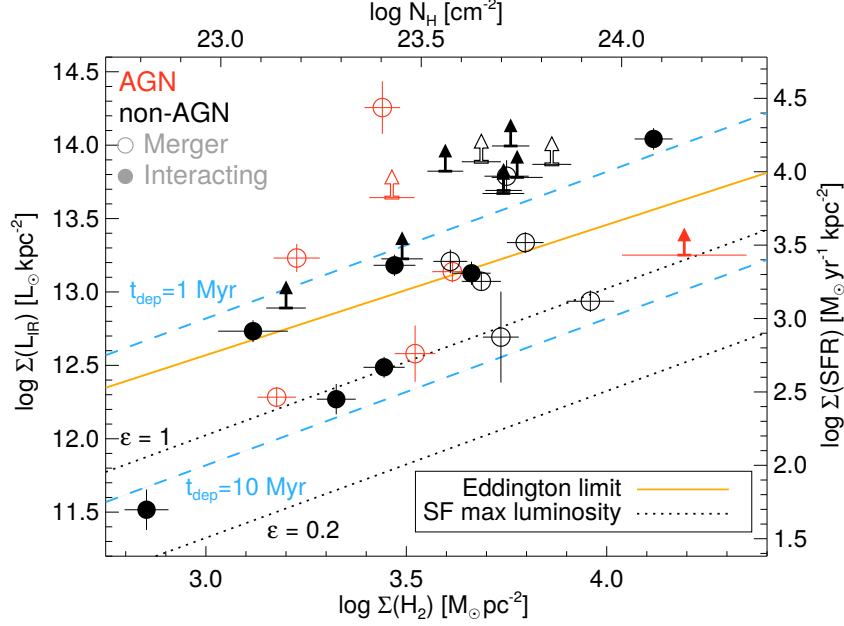 log N_H [cm^-2]
23.0 23.5 24.0
14.5
14.0
13.5
13.0
12.5
12.0
11.5
log Σ(L_IR) [L_⊙ kpc^-2]
AGN
non-AGN
Merger
Interacting
t_dep=1 Myr
ε = 1
t_dep=10 Myr
ε = 0.2
Eddington limit
SF max luminosity
4.5
4.0
3.5
3.0
2.5
2.0
1.5
log Σ(SFR) [M_⊙ yr^-1 kpc^-2]
3.0 3.5 4.0
log Σ(H_2) [M_⊙ pc^-2]